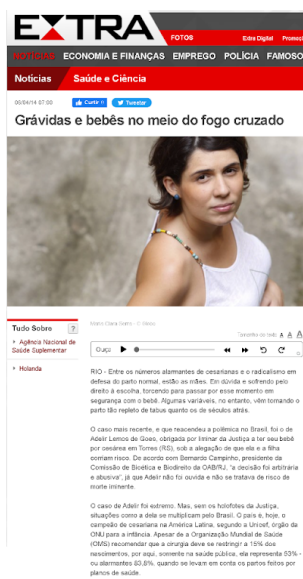 EXTRA
FOTOS
Extra Digital
Promoçõ
NOTÍCIAS ECONOMIA E FINANÇAS EMPREGO POLÍCIA FAMOSO
Notícias Saúde e Ciência
06/04/14 07:00 Curtir 0 Tweetar
Grávidas e bebês no meio do fogo cruzado
Tudo Sobre ?
Agência Nacional de
Saúde Suplementar
Holanda
Tamanho do texto A A A
Ouça
RIO - Entre os números alarmantes de cesarianas e o radicalismo em
defesa do parto normal, estão as mães. Em dúvida e sofrendo pelo
direito à escolha, torcendo para passar por esse momento em
segurança com o bebê. Algumas variáveis, no entanto, vêm tornando o
parto tão repleto de tabus quanto os de séculos atrás.
O caso mais recente, e que reacendeu a polêmica no Brasil, foi o de
Adelir Lemos de Goes, obrigada por liminar da Justiça a ter seu bebê
por cesárea em Torres (RS), sob a alegação de que ela e a filha
corriam risco. De acordo com Bernardo Campinho, presidente da
Comissão de Bioética e Biodireito da OAB/RJ, "a decisão foi arbitrária
e abusiva", já que Adelir não foi ouvida e não se tratava de risco de
morte iminente.
O caso de Adelir foi extremo. Mas, sem os holofotes da Justiça,
situações como a dela se multiplicam pelo Brasil. O país é, hoje, o
campeão de cesarianas na América Latina, segundo a Unicef, órgão da
ONU para a infância. Apesar de a Organização Mundial de Saúde
(OMS) recomendar que a cirurgia deve se restringir a 15% dos
nascimentos, por aqui, somente na saúde pública, ela representa 53% -
ou alarmantes 83,8%, quando se levam em conta os partos feitos por
planos de saúde.